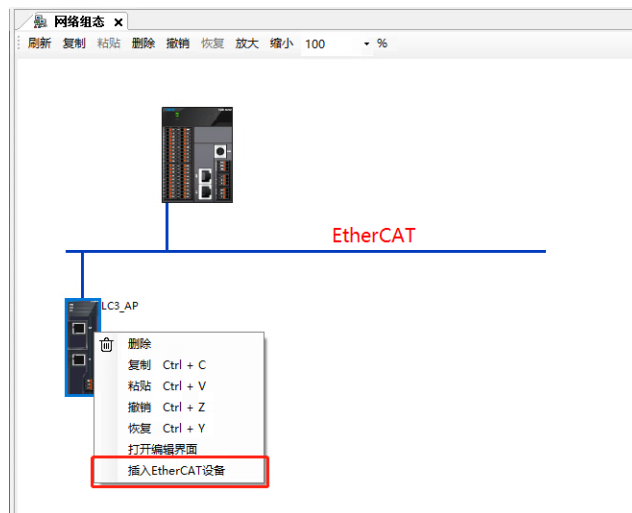 网络组态
刷新 复制 粘贴 删除 撤销 恢复 放大 缩小 100 %
EtherCAT
LC3_AP
删除
复制 Ctrl + C
粘贴 Ctrl + V
撤销 Ctrl + Z
恢复 Ctrl + Y
打开编辑界面
插入EtherCAT设备